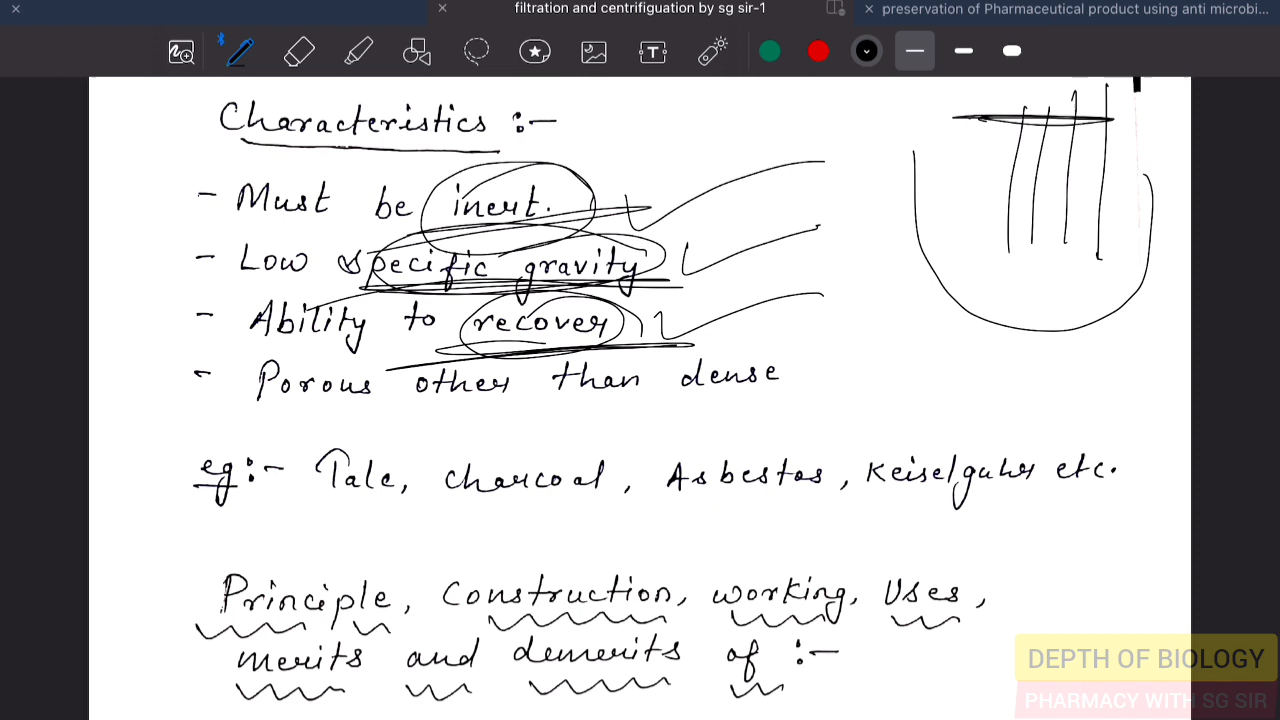 filtration and centrifiguation by sg sir-1
preservation of Pharmaceutical product using anti microbi...
Characteristics :-
- Must be inert.
- Low specific gravity
- Ability to recover
- Porous other than dense
eg:- Talc, charcoal, Asbestos, Keiselguhr etc.
Principle, Construction, working, Uses,
merits and demerits of :-
DEPTH OF BIOLOGY
PHARMACY WITH SG SIR